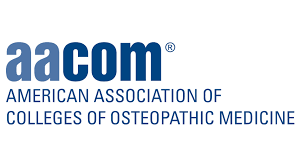 aacom®
AMERICAN ASSOCIATION OF
COLLEGES OF OSTEOPATHIC MEDICINE